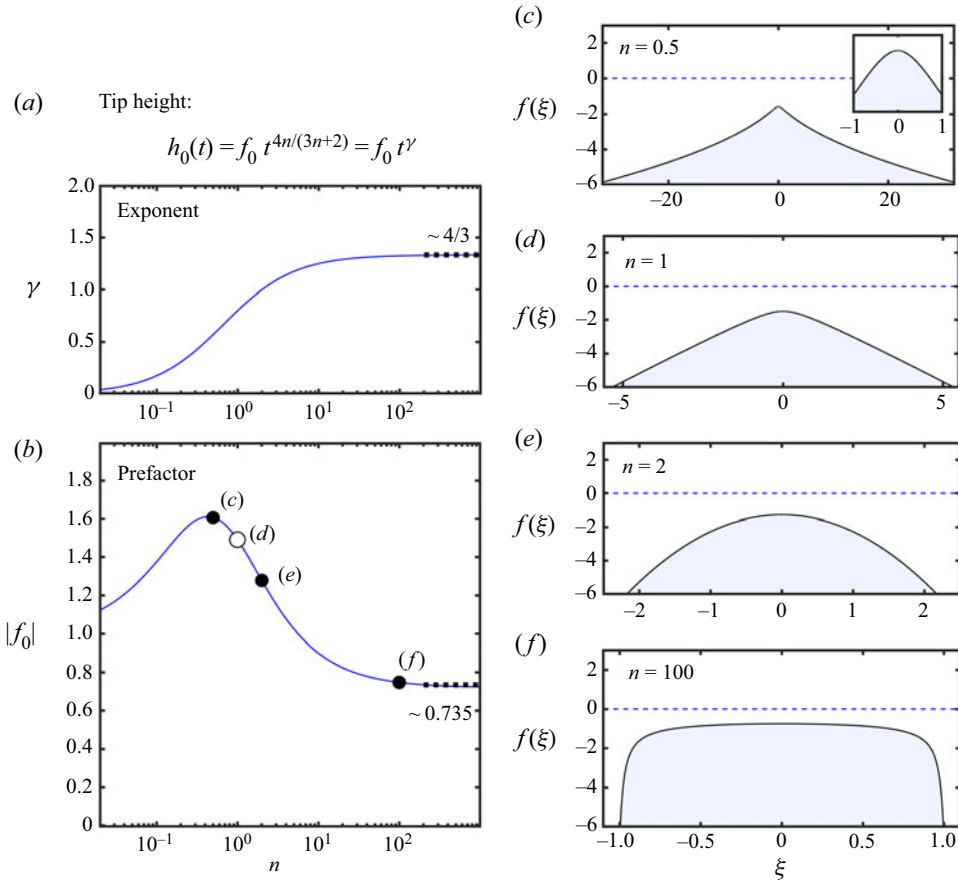 (a) Tip height:
h₀(t) = f₀ t^{4n/(3n+2)} = f₀ t^γ
2.0
Exponent
1.5
~ 4/3
γ
1.0
0.5
0
10⁻¹ 10⁰ 10¹ 10²
(b)
1.8
Prefactor
1.6
(c)
(d)
1.4
(e)
1.2
1.0
|f₀|
0.8
(f)
~ 0.735
0.6
0.4
0.2
0
10⁻¹ 10⁰ 10¹ 10²
n
(c)
2
n = 0.5
0
f(ξ)
–2
–4
–6
–1 0 1
–20 0 20
(d)
2
n = 1
0
f(ξ)
–2
–4
–6
–5 0 5
(e)
2
n = 2
0
f(ξ)
–2
–4
–6
–2 –1 0 1 2
(f)
2
n = 100
0
f(ξ)
–2
–4
–6
–1.0 –0.5 0 0.5 1.0
ξ